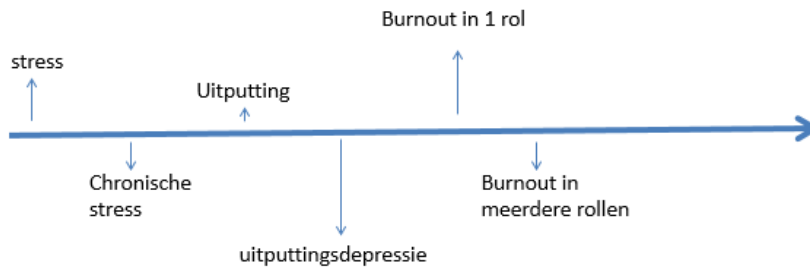 Burnout in 1 rol
stress
Uitputting
Chronische
stress
Burnout in
meerdere rollen
uitputtingsdepressie